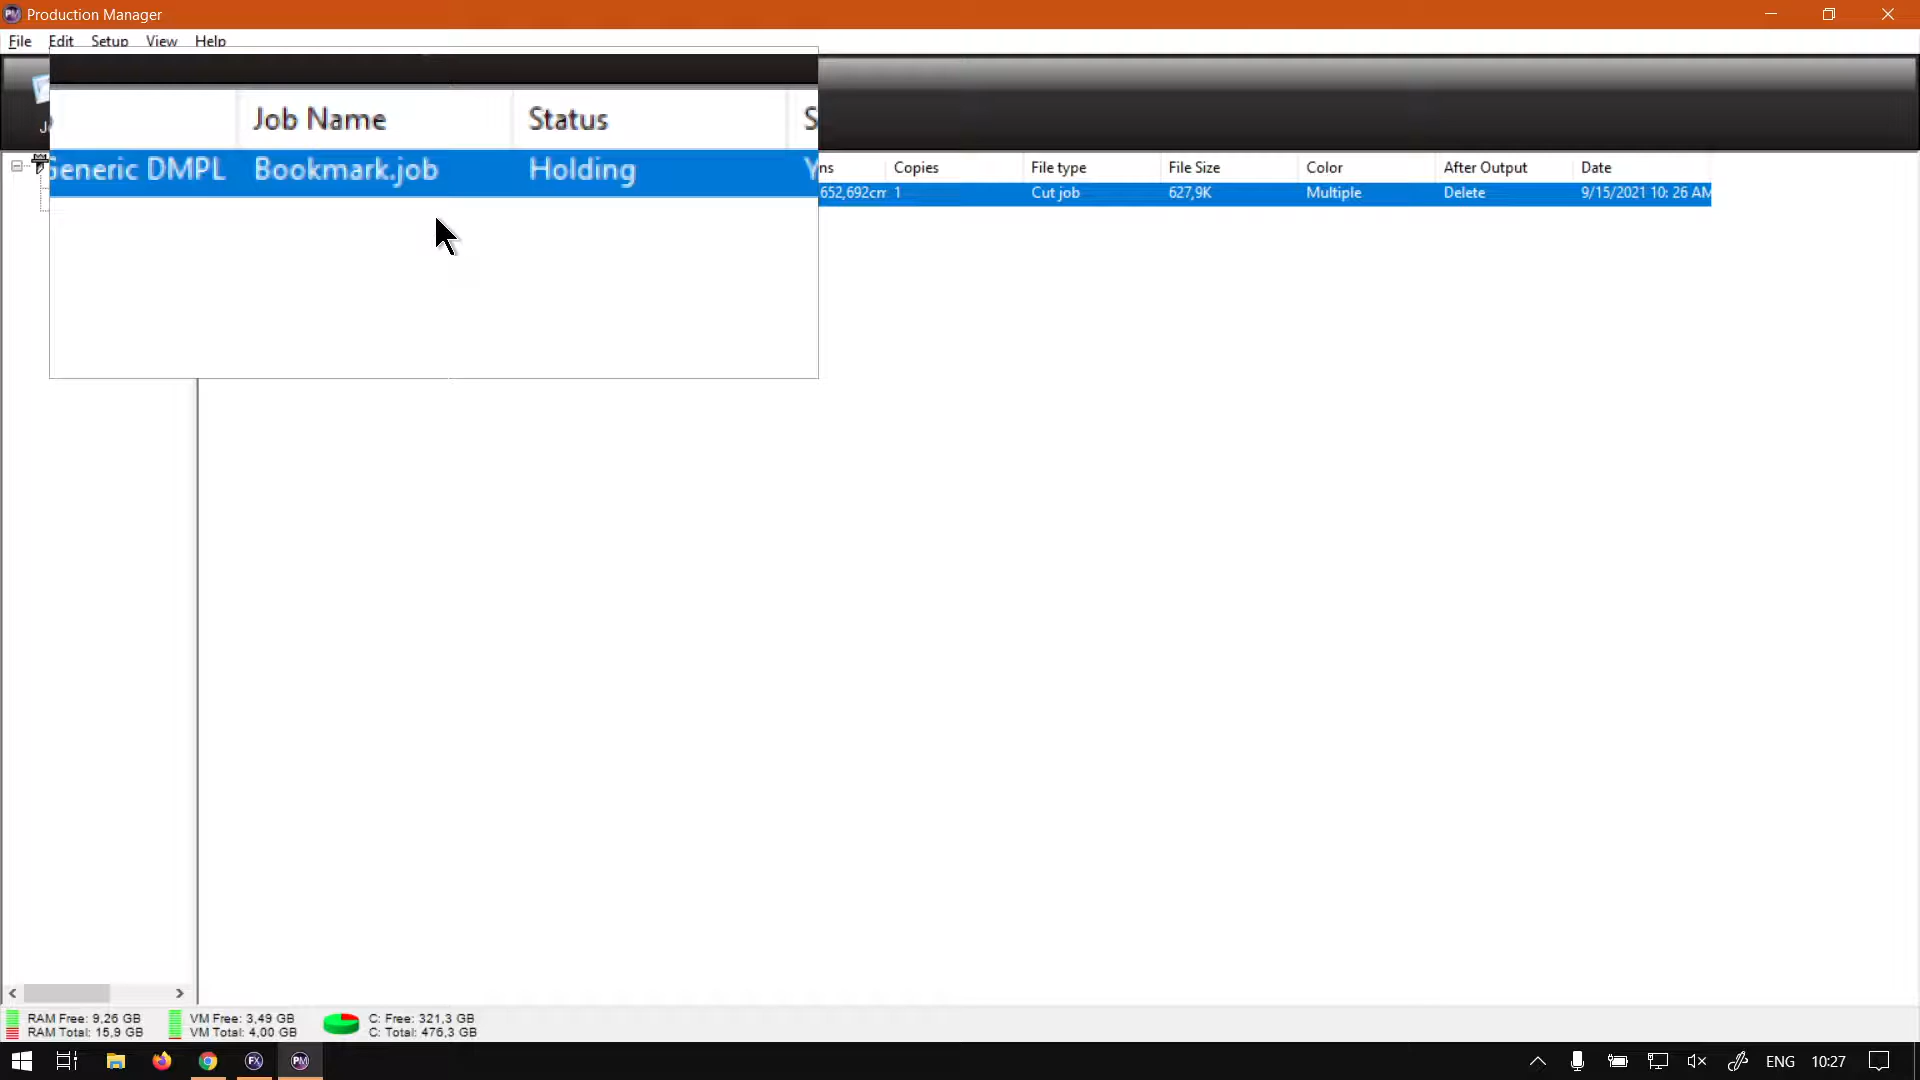 Production Manager
File Edit Setup View Help
Job Name Status
Generic DMPL Bookmark.job Holding
Copies File type File Size Color After Output Date
652,692cm 1 Cut job 627,9K Multiple Delete 9/15/2021 10: 26 AM
RAM Free: 9,26 GB VM Free: 3,49 GB C: Free: 321,3 GB
RAM Total: 15,9 GB VM Total: 4,00 GB C: Total: 476,3 GB
FX PM ENG 10:27